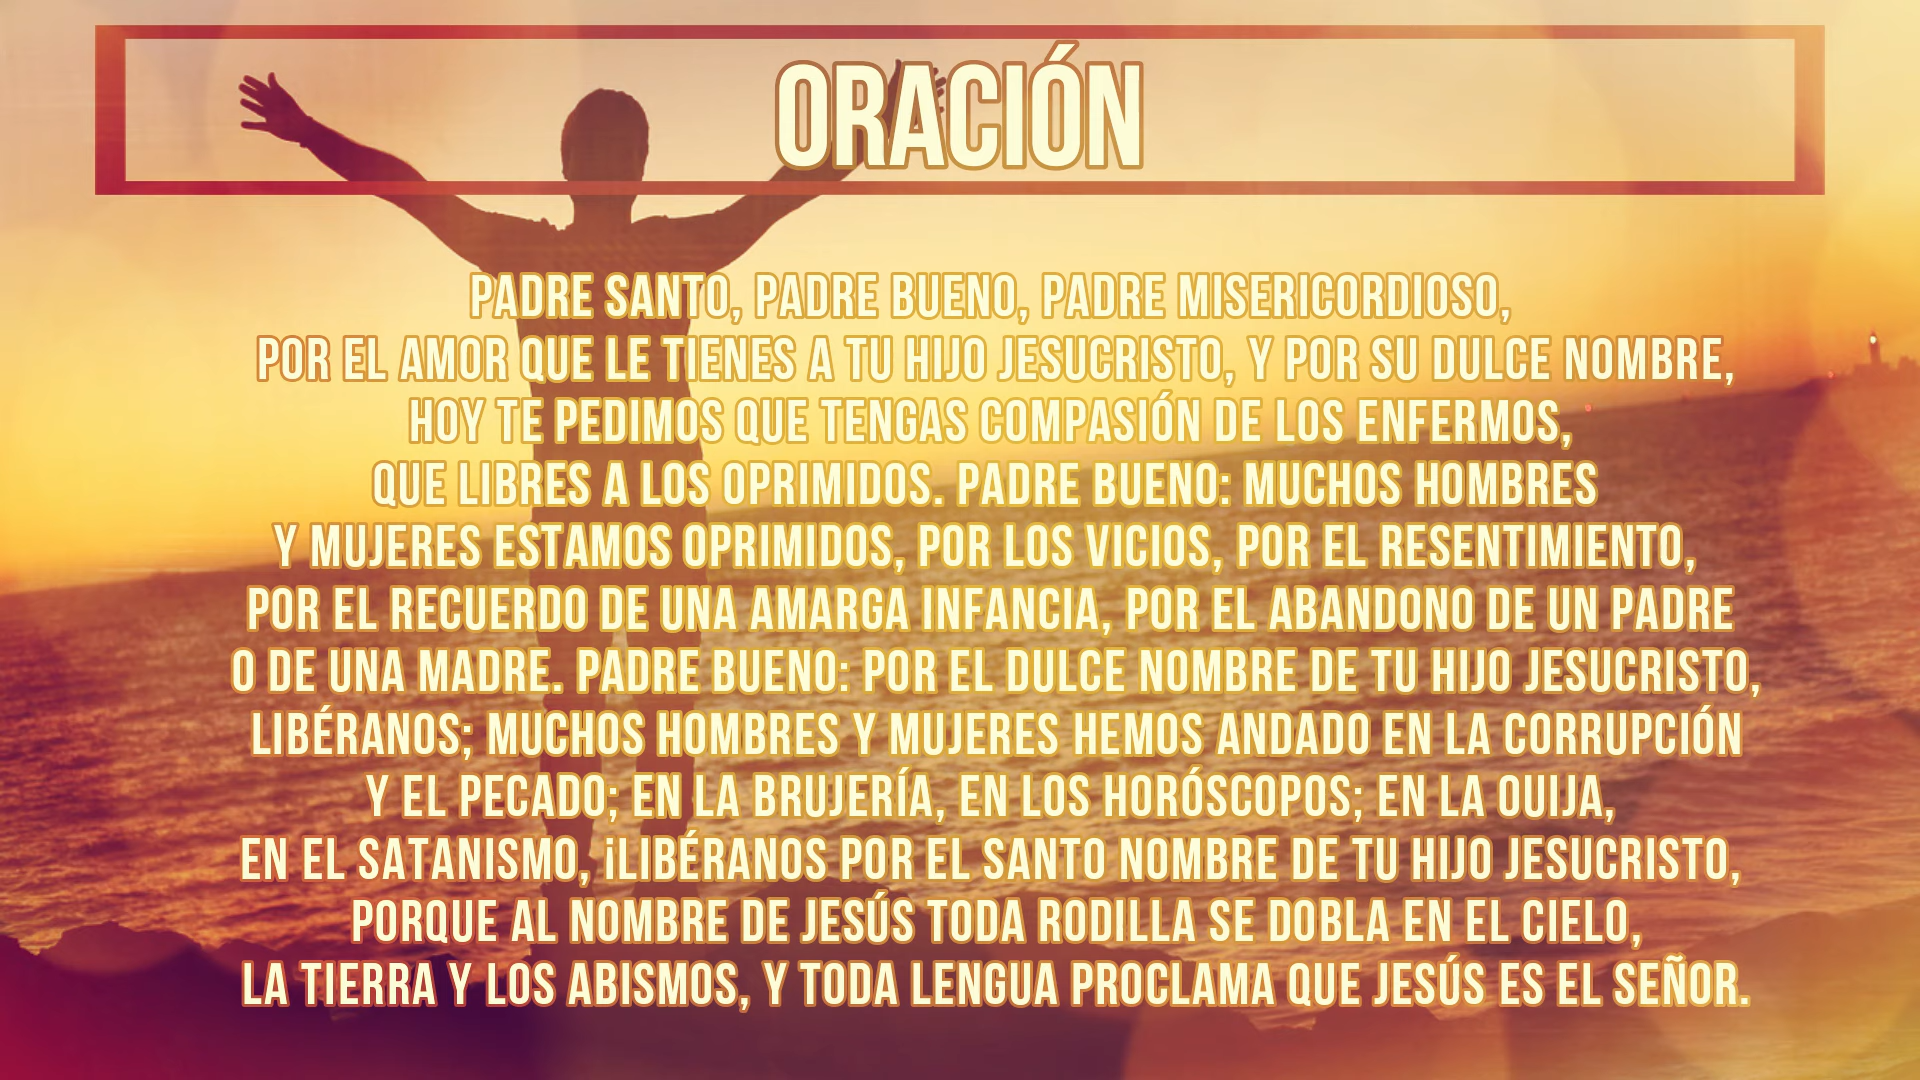 ORACIÓN
PADRE SANTO, PADRE BUENO, PADRE MISERICORDIOSO,
POR EL AMOR QUE LE TIENES A TU HIJO JESUCRISTO, Y POR SU DULCE NOMBRE,
HOY TE PEDIMOS QUE TENGAS COMPASIÓN DE LOS ENFERMOS,
QUE LIBRES A LOS OPRIMIDOS. PADRE BUENO: MUCHOS HOMBRES
Y MUJERES ESTAMOS OPRIMIDOS, POR LOS VICIOS, POR EL RESENTIMIENTO,
POR EL RECUERDO DE UNA AMARGA INFANCIA, POR EL ABANDONO DE UN PADRE
O DE UNA MADRE. PADRE BUENO: POR EL DULCE NOMBRE DE TU HIJO JESUCRISTO,
LIBÉRANOS; MUCHOS HOMBRES Y MUJERES HEMOS ANDADO EN LA CORRUPCIÓN
Y EL PECADO; EN LA BRUJERÍA, EN LOS HORÓSCOPOS; EN LA OUIJA,
EN EL SATANISMO, ¡LIBÉRANOS POR EL SANTO NOMBRE DE TU HIJO JESUCRISTO,
PORQUE AL NOMBRE DE JESÚS TODA RODILLA SE DOBLA EN EL CIELO,
LA TIERRA Y LOS ABISMOS, Y TODA LENGUA PROCLAMA QUE JESÚS ES EL SEÑOR.